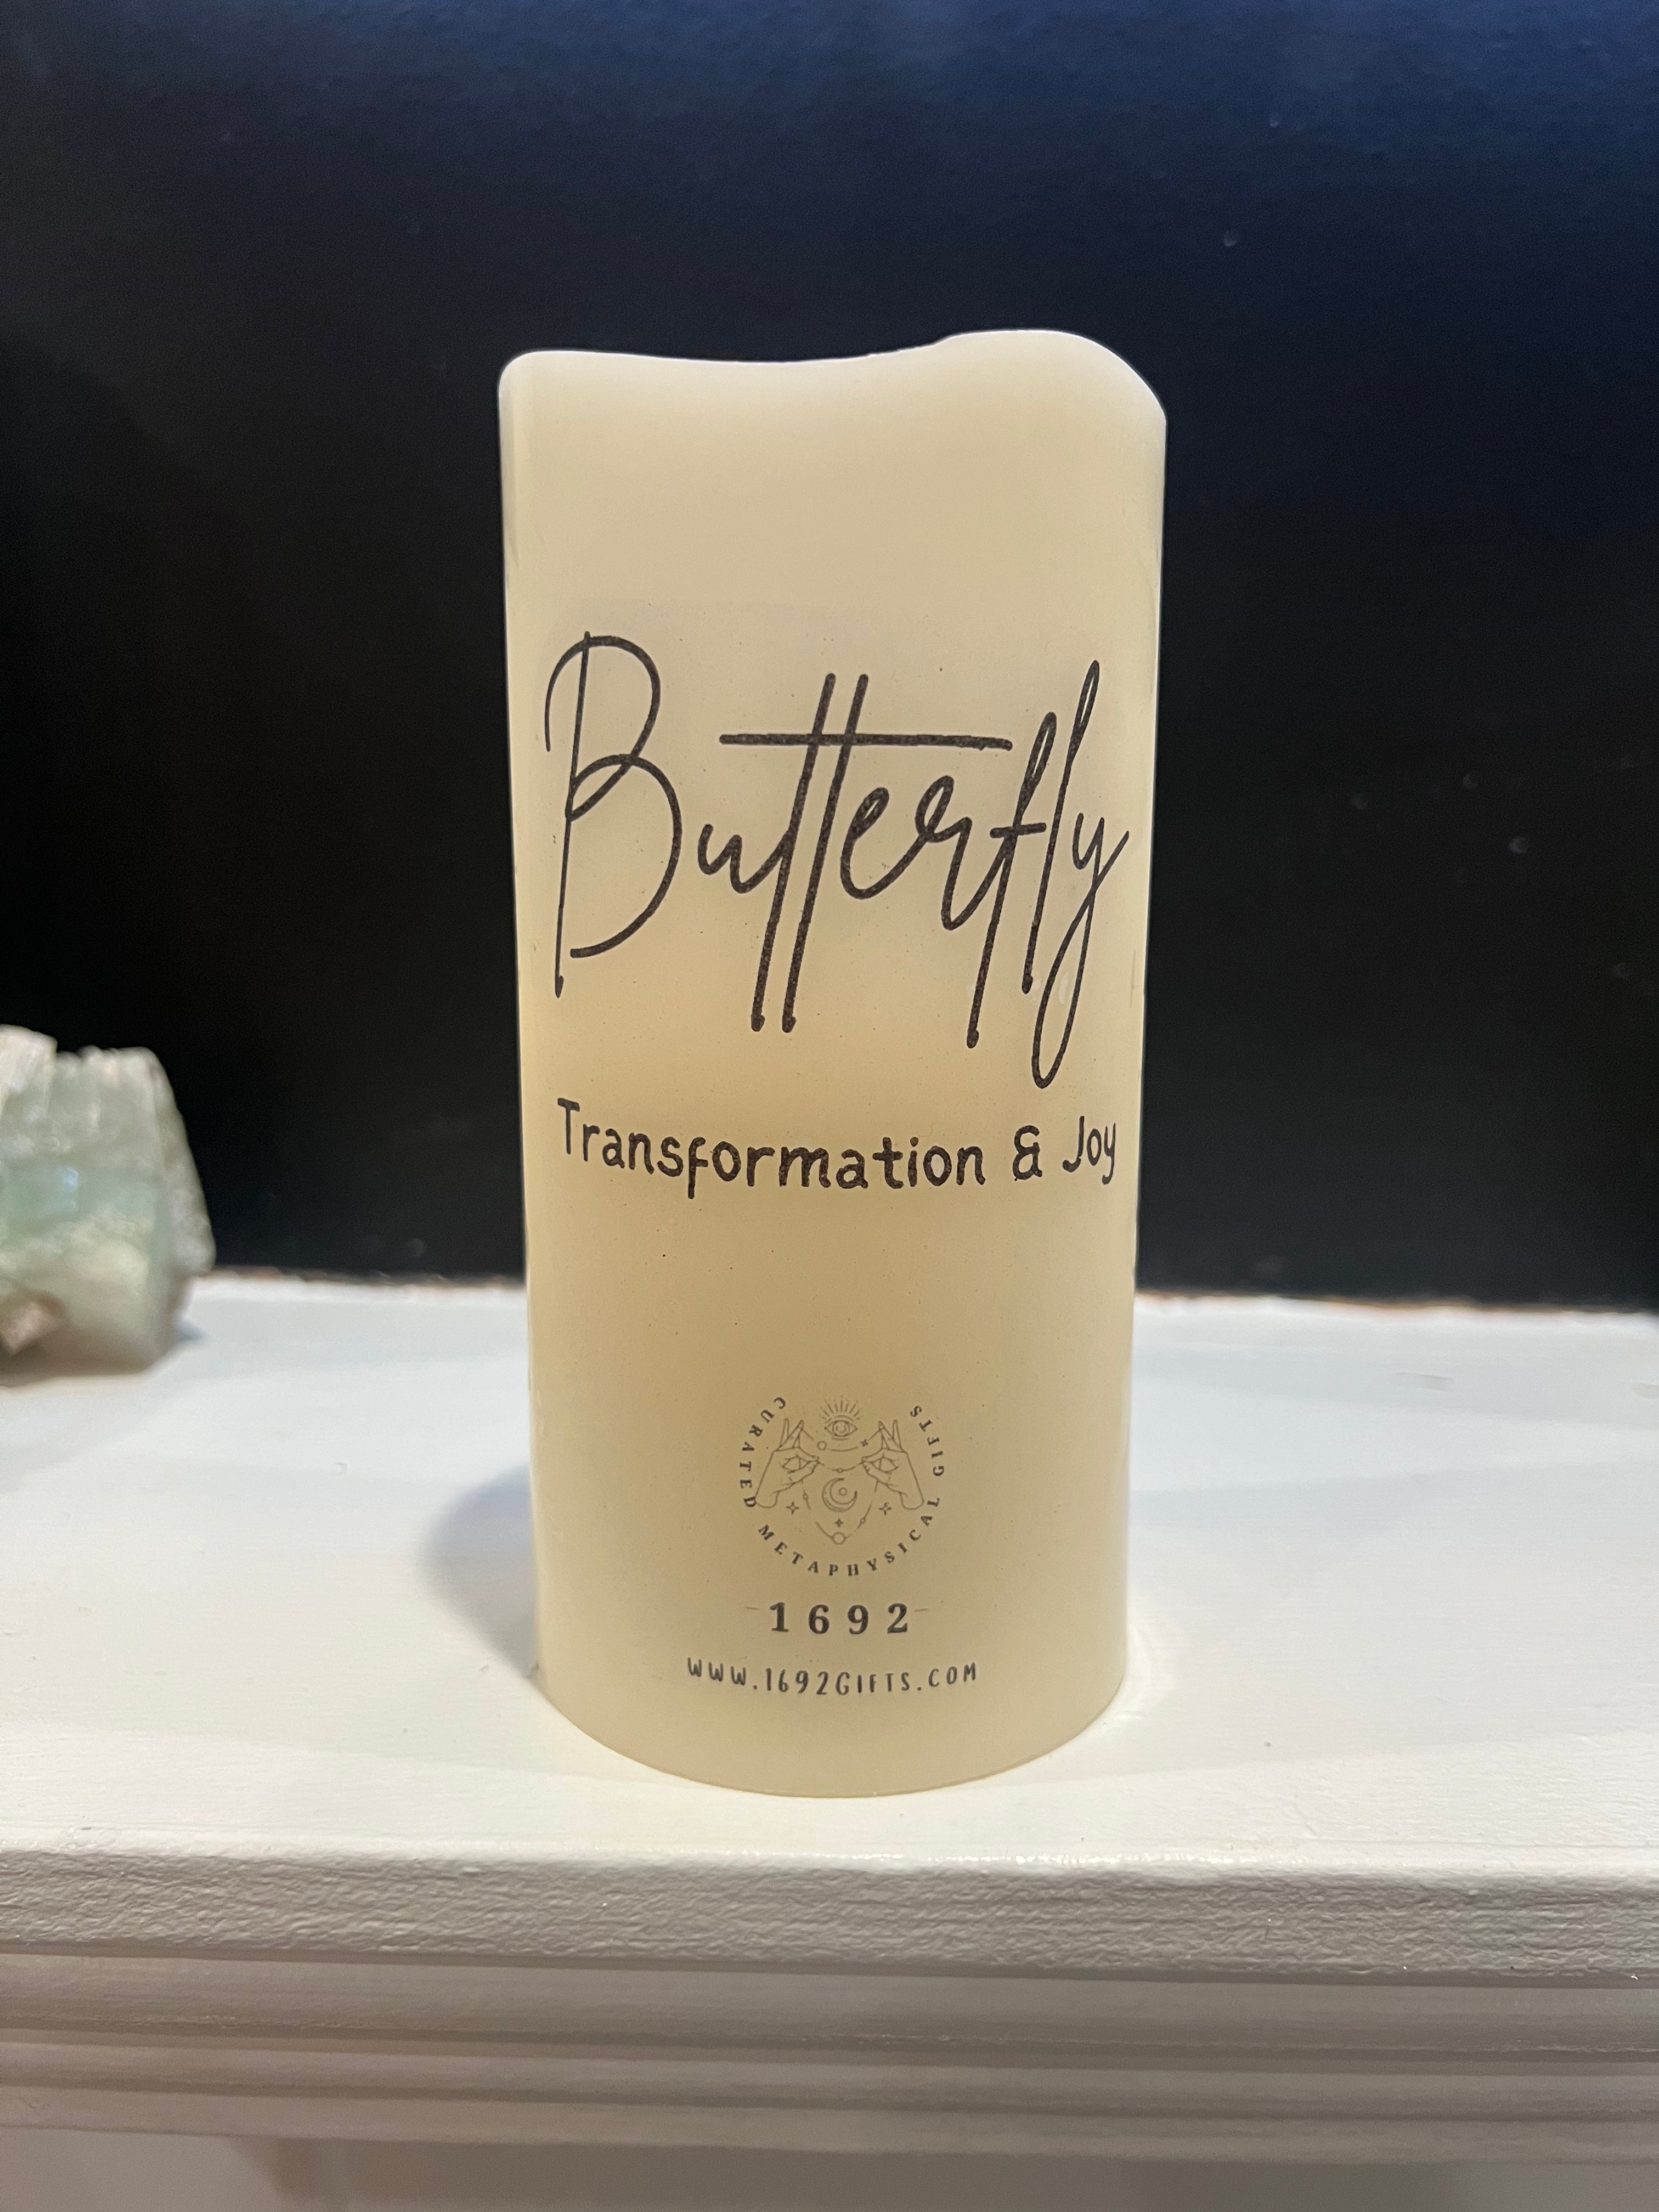 Butterfly
Transformation & Joy
CURATED METAPHYSICAL GIFTS
1692
WWW.1692GIFTS.COM